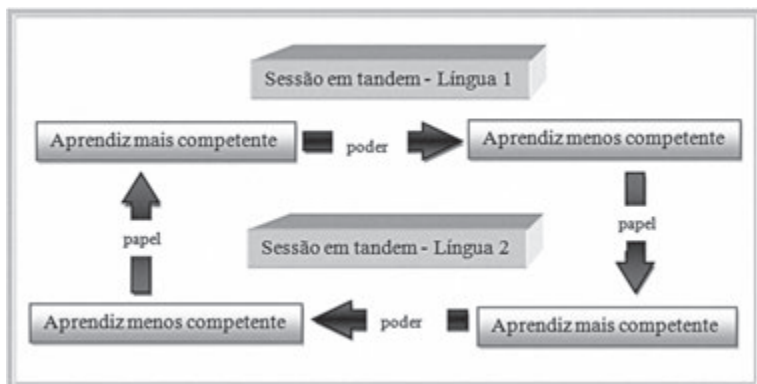 Sessão em tandem - Língua 1
Aprendiz mais competente
poder
Aprendiz menos competente
papel
papel
Sessão em tandem - Língua 2
Aprendiz menos competente
poder
Aprendiz mais competente